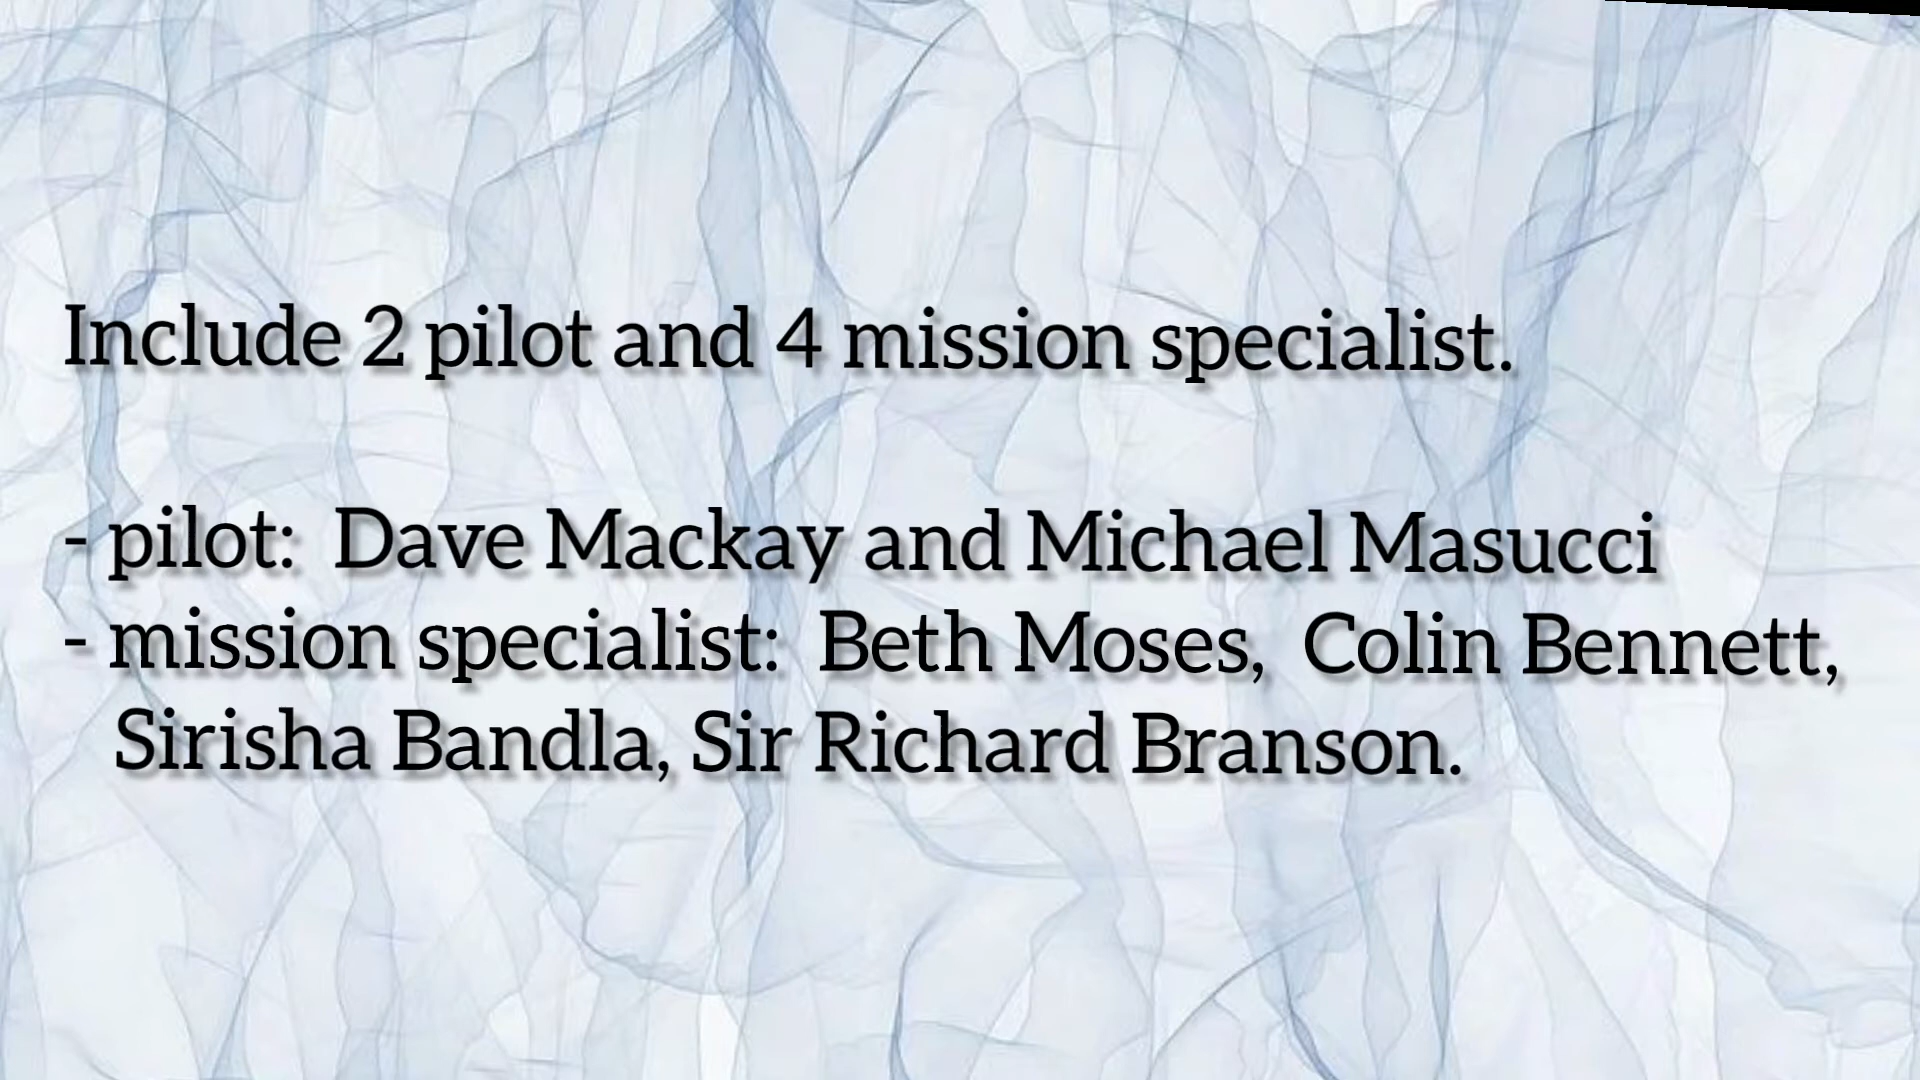 Include 2 pilot and 4 mission specialist.
- pilot: Dave Mackay and Michael Masucci
- mission specialist: Beth Moses, Colin Bennett,
Sirisha Bandla, Sir Richard Branson.